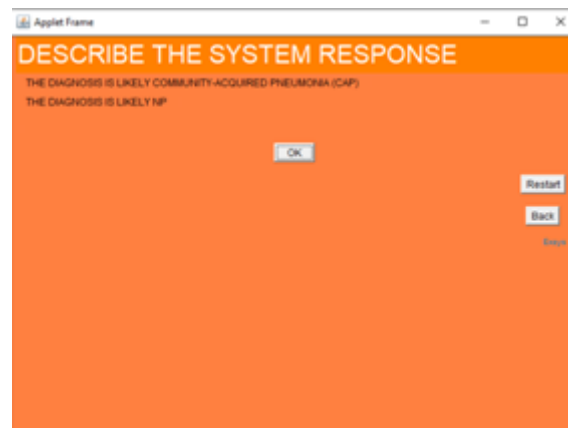 Applet Frame
DESCRIBE THE SYSTEM RESPONSE
THE DIAGNOSIS IS LIKELY COMMUNITY-ACQUIRED PNEUMONIA (CAP)
THE DIAGNOSIS IS LIKELY NP
OK
Restart
Back
Exsys